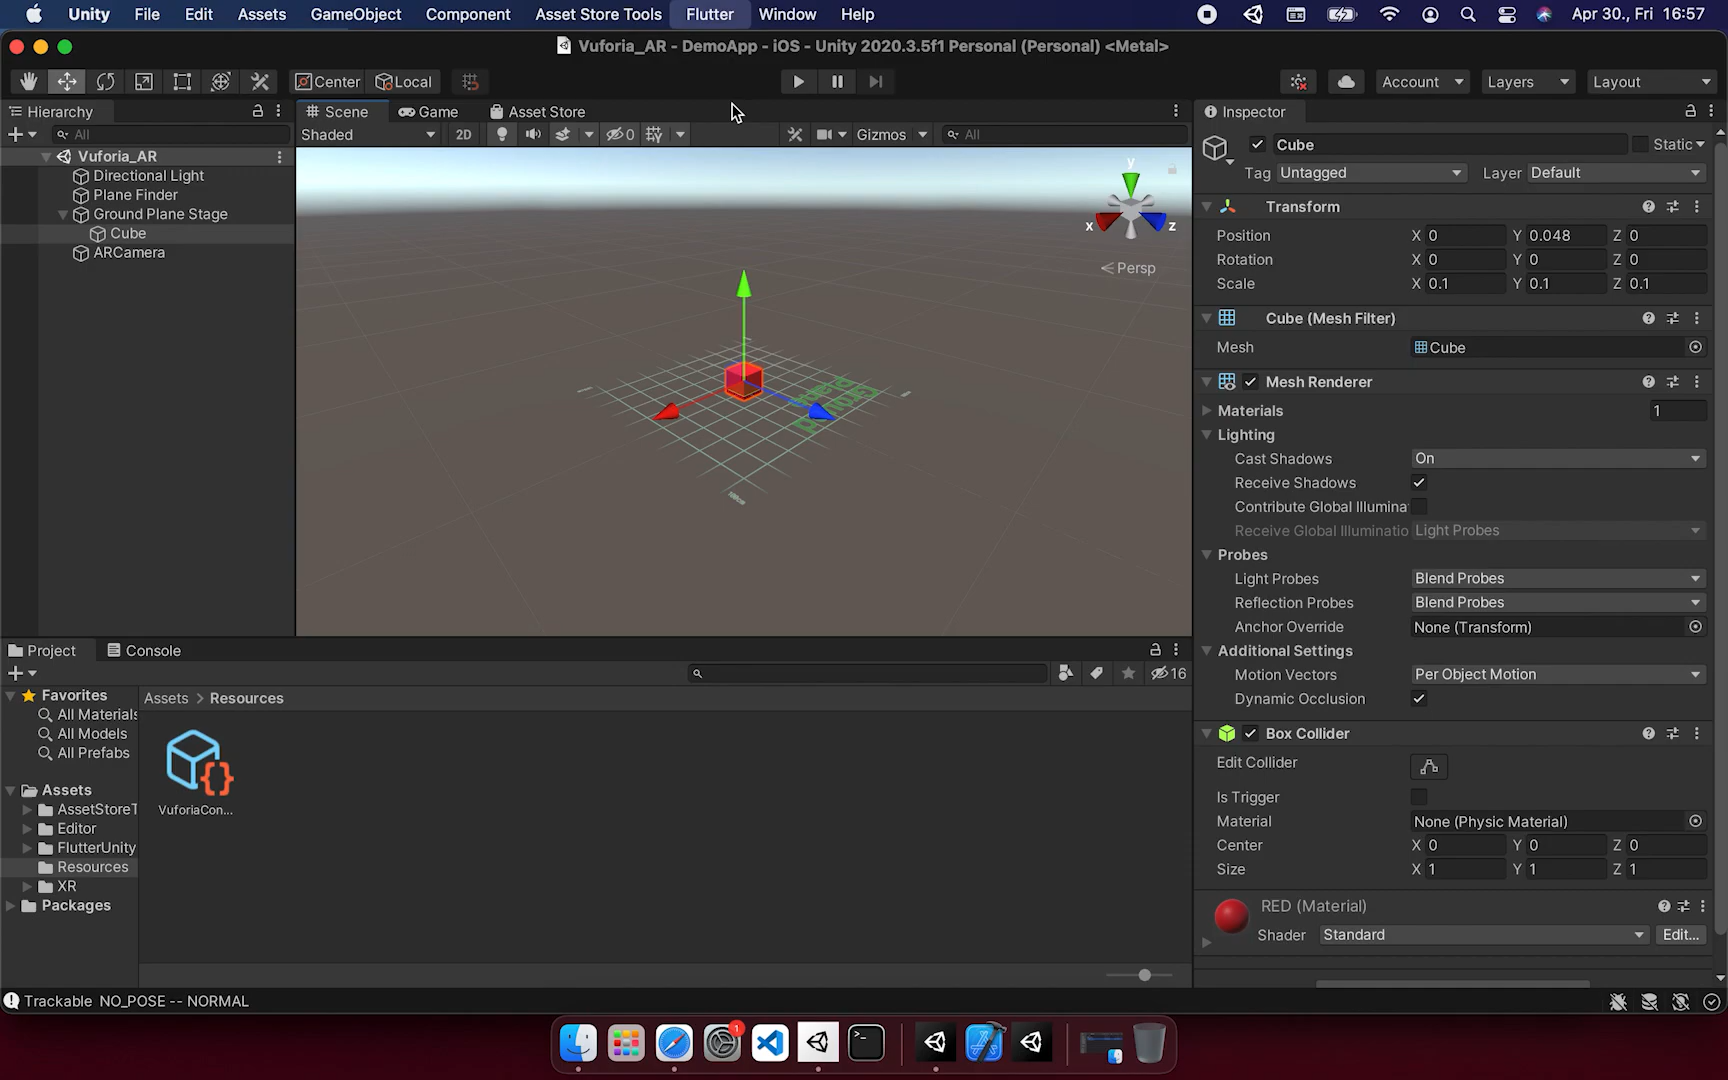 Unity File Edit Assets GameObject Component Asset Store Tools Flutter Window Help Apr 30., Fri 16:57
Vuforia_AR - DemoApp - iOS - Unity 2020.3.5f1 Personal (Personal) <Metal>
Center Local Account Layers Layout
Hierarchy
All
Vuforia_AR
Directional Light
Plane Finder
Ground Plane Stage
Cube
ARCamera
Scene Game Asset Store
Shaded 2D 0 Gizmos All
y
x z
Persp
Inspector
Cube Static
Tag Untagged Layer Default
Transform
Position X 0 Y 0.048 Z 0
Rotation X 0 Y 0 Z 0
Scale X 0.1 Y 0.1 Z 0.1
Cube (Mesh Filter)
Mesh Cube
Mesh Renderer
Materials 1
Lighting
Cast Shadows On
Receive Shadows
Contribute Global Illumina
Receive Global Illuminatio Light Probes
Probes
Light Probes Blend Probes
Reflection Probes Blend Probes
Anchor Override None (Transform)
Additional Settings
Motion Vectors Per Object Motion
Dynamic Occlusion
Box Collider
Edit Collider
Is Trigger
Material None (Physic Material)
Center X 0 Y 0 Z 0
Size X 1 Y 1 Z 1
RED (Material)
Shader Standard Edit...
Project Console
16
Favorites
All Materials
All Models
All Prefabs
Assets
AssetStoreT
Editor
FlutterUnity
Resources
XR
Packages
Assets > Resources
VuforiaCon...
Trackable NO_POSE -- NORMAL
1